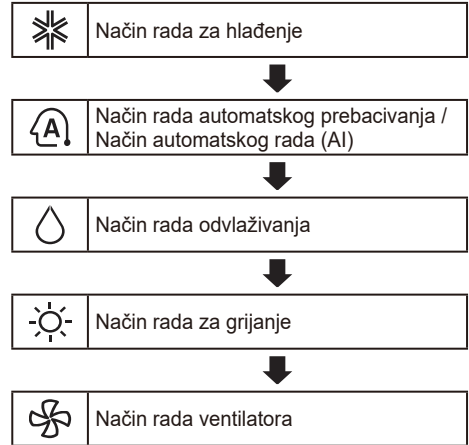 Način rada za hlađenje
A
Način rada automatskog prebacivanja /
Način automatskog rada (AI)
Način rada odvlaživanja
Način rada za grijanje
Način rada ventilatora